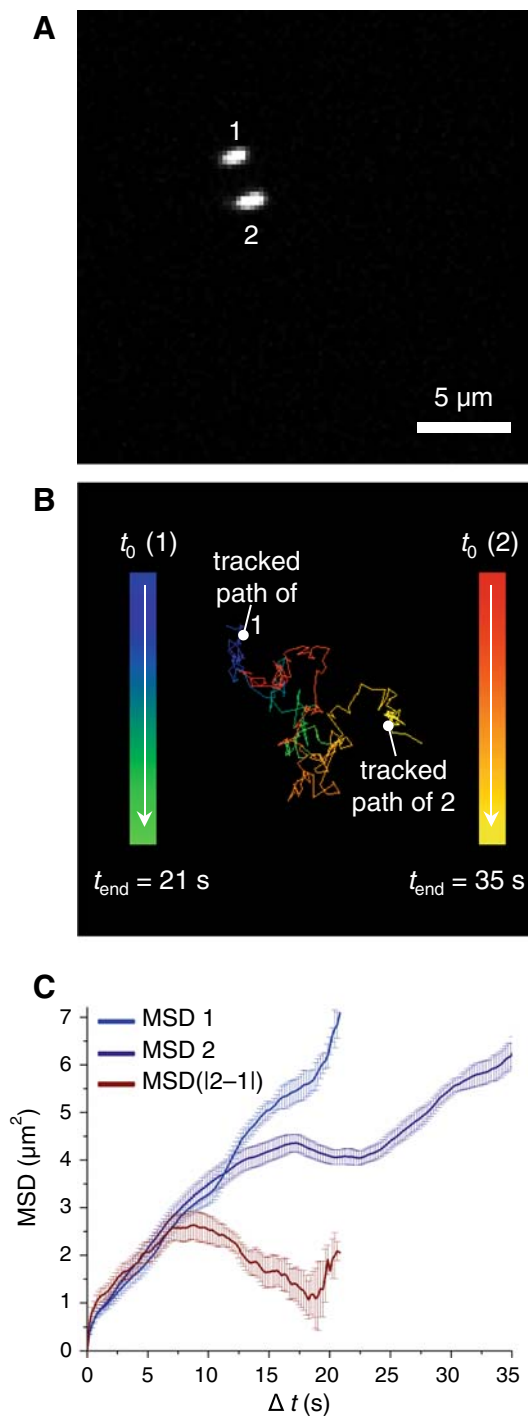 A
1
2
5 µm
B
t₀ (1)
t₀ (2)
tracked
path of
1
tracked
path of 2
t_end = 21 s
t_end = 35 s
C
7
6
5
4
3
2
1
0
MSD (µm²)
MSD 1
MSD 2
MSD(|2–1|)
0
5
10
15
20
25
30
35
Δ t (s)